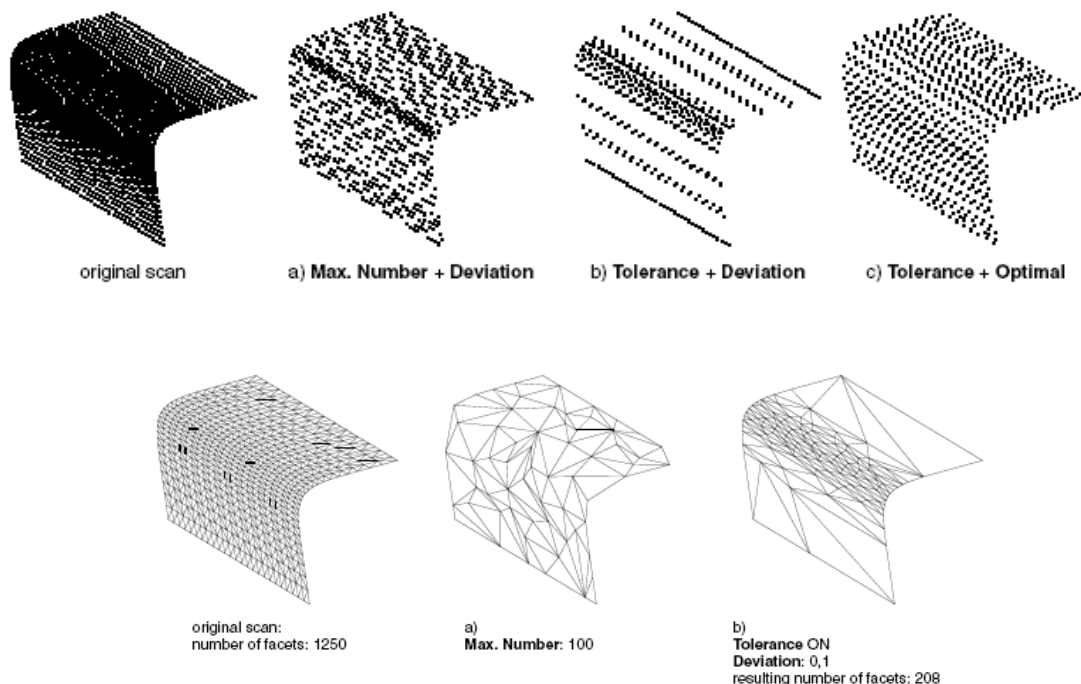 original scan
a) Max. Number + Deviation
b) Tolerance + Deviation
c) Tolerance + Optimal
original scan:
number of facets: 1250
a)
Max. Number: 100
b)
Tolerance ON
Deviation: 0,1
resulting number of facets: 208